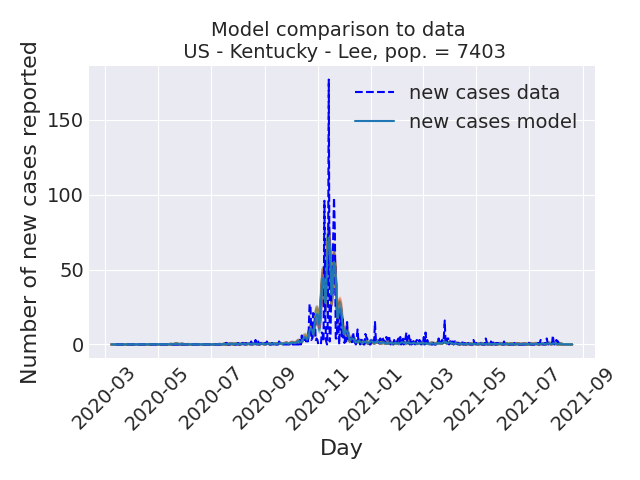 Model comparison to data
US - Kentucky - Lee, pop. = 7403
new cases data
new cases model
Number of new cases reported
150
100
50
0
2020-03
2020-05
2020-07
2020-09
2020-11
2021-01
2021-03
2021-05
2021-07
2021-09
Day